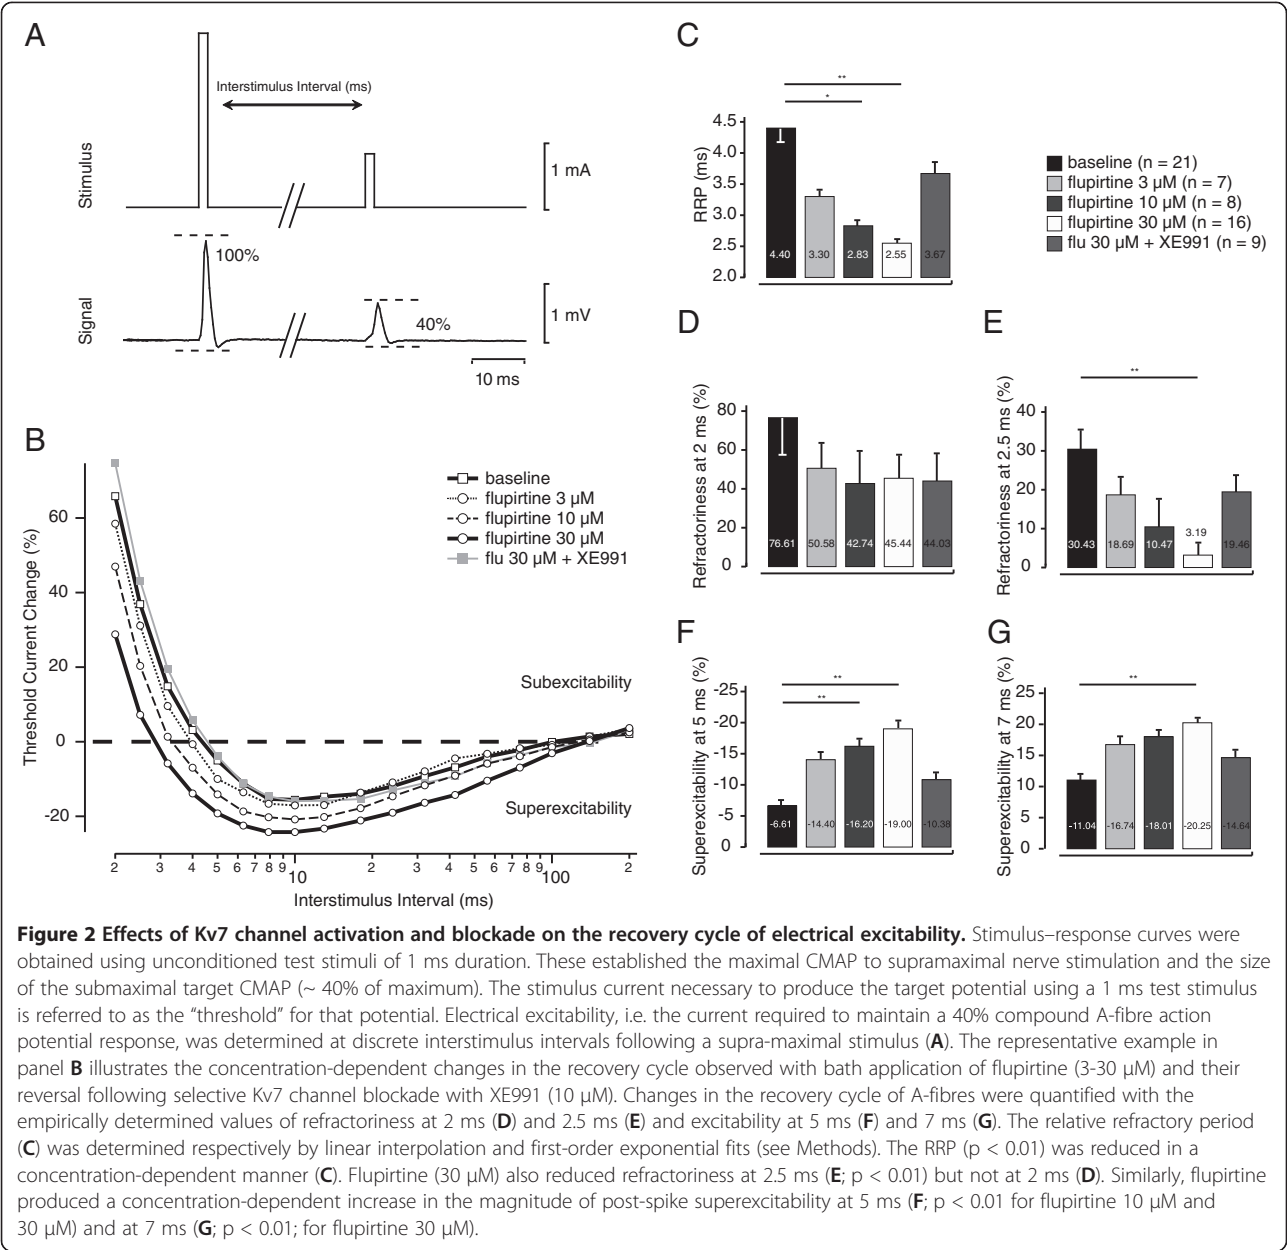 A
Interstimulus Interval (ms)
Stimulus
1 mA
100%
Signal
40%
1 mV
10 ms
B
Threshold Current Change (%)
60
40
20
0
-20
baseline
flupirtine 3 µM
flupirtine 10 µM
flupirtine 30 µM
flu 30 µM + XE991
Subexcitability
Superexcitability
2 3 4 5 6 7 8 9 10 2 3 4 5 6 7 8 9 100 2
Interstimulus Interval (ms)
C
**
*
RRP (ms)
4.5
4.0
3.5
3.0
2.5
2.0
4.40 3.30 2.83 2.55 3.67
baseline (n = 21)
flupirtine 3 µM (n = 7)
flupirtine 10 µM (n = 8)
flupirtine 30 µM (n = 16)
flu 30 µM + XE991 (n = 9)
D
Refractoriness at 2 ms (%)
80
60
40
20
0
76.61 50.58 42.74 45.44 44.03
E
**
Refractoriness at 2.5 ms (%)
40
30
20
10
0
30.43 18.69 10.47 3.19 19.46
F
**
**
Superexcitability at 5 ms (%)
-25
-20
-15
-10
-5
0
-6.61 -14.40 -16.20 -19.00 -10.38
G
**
Superexcitability at 7 ms (%)
25
20
15
10
5
0
-11.04 -16.74 -18.01 -20.25 -14.64
Figure 2 Effects of Kv7 channel activation and blockade on the recovery cycle of electrical excitability. Stimulus–response curves were
obtained using unconditioned test stimuli of 1 ms duration. These established the maximal CMAP to supramaximal nerve stimulation and the size
of the submaximal target CMAP (~ 40% of maximum). The stimulus current necessary to produce the target potential using a 1 ms test stimulus
is referred to as the “threshold” for that potential. Electrical excitability, i.e. the current required to maintain a 40% compound A-fibre action
potential response, was determined at discrete interstimulus intervals following a supra-maximal stimulus (A). The representative example in
panel B illustrates the concentration-dependent changes in the recovery cycle observed with bath application of flupirtine (3-30 µM) and their
reversal following selective Kv7 channel blockade with XE991 (10 µM). Changes in the recovery cycle of A-fibres were quantified with the
empirically determined values of refractoriness at 2 ms (D) and 2.5 ms (E) and excitability at 5 ms (F) and 7 ms (G). The relative refractory period
(C) was determined respectively by linear interpolation and first-order exponential fits (see Methods). The RRP (p < 0.01) was reduced in a
concentration-dependent manner (C). Flupirtine (30 µM) also reduced refractoriness at 2.5 ms (E; p < 0.01) but not at 2 ms (D). Similarly, flupirtine
produced a concentration-dependent increase in the magnitude of post-spike superexcitability at 5 ms (F; p < 0.01 for flupirtine 10 µM and
30 µM) and at 7 ms (G; p < 0.01; for flupirtine 30 µM).